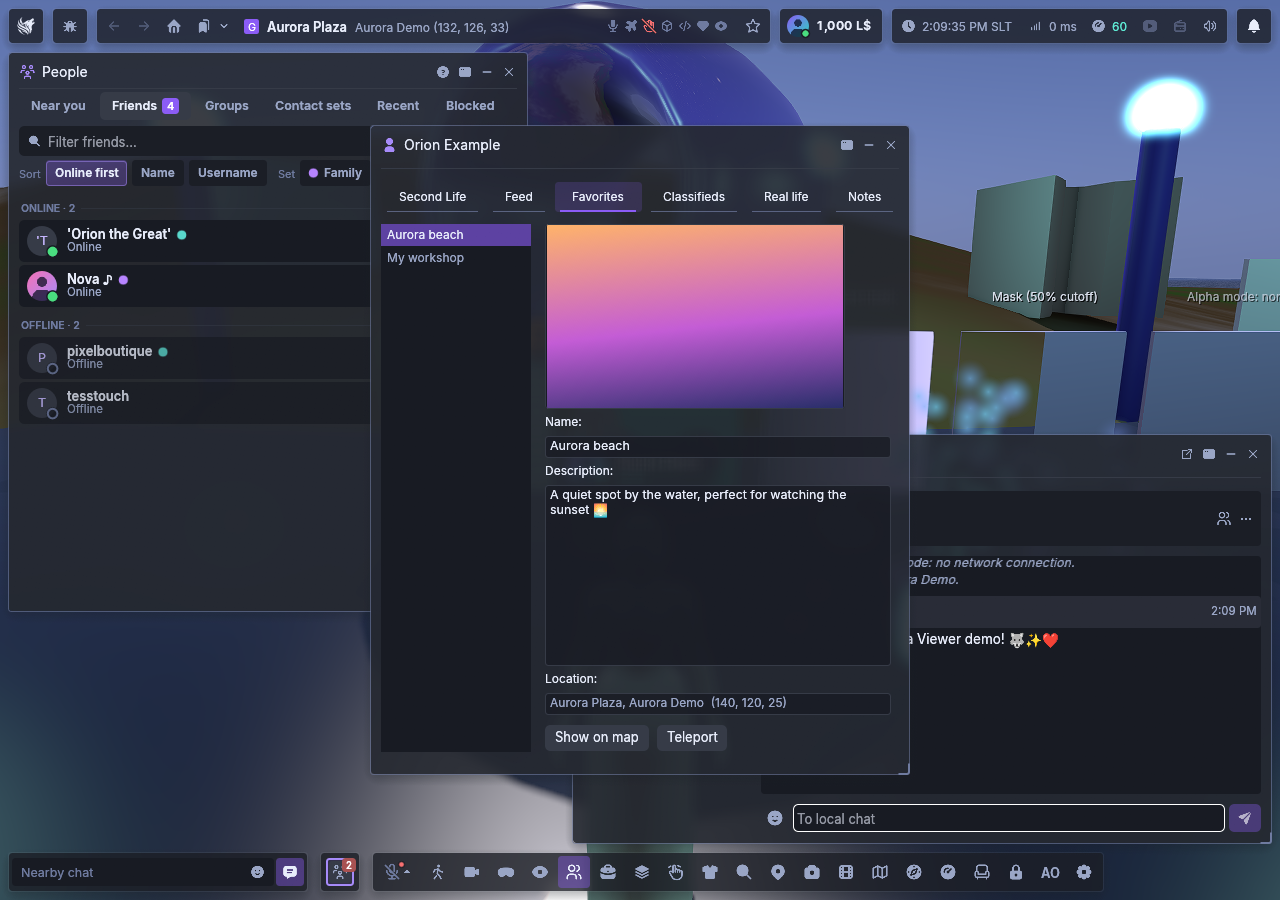 G Aurora Plaza Aurora Demo (132, 126, 33)
1,000 L$
2:09:35 PM SLT
0 ms
60
People
Near you
Friends 4
Groups
Contact sets
Recent
Blocked
Filter friends...
Sort
Online first
Name
Username
Set
Family
ONLINE · 2
'T
'Orion the Great'
Online
Nova ♪
Online
OFFLINE · 2
P
pixelboutique
Offline
T
tesstouch
Offline
Orion Example
Second Life
Feed
Favorites
Classifieds
Real life
Notes
Aurora beach
My workshop
Name:
Aurora beach
Description:
A quiet spot by the water, perfect for watching the
sunset 🌅
Location:
Aurora Plaza, Aurora Demo (140, 120, 25)
Show on map
Teleport
Mask (50% cutoff)
Alpha mode: nor
ode: no network connection.
ra Demo.
2:09 PM
a Viewer demo! 🐺✨❤️
To local chat
Nearby chat
2
AO